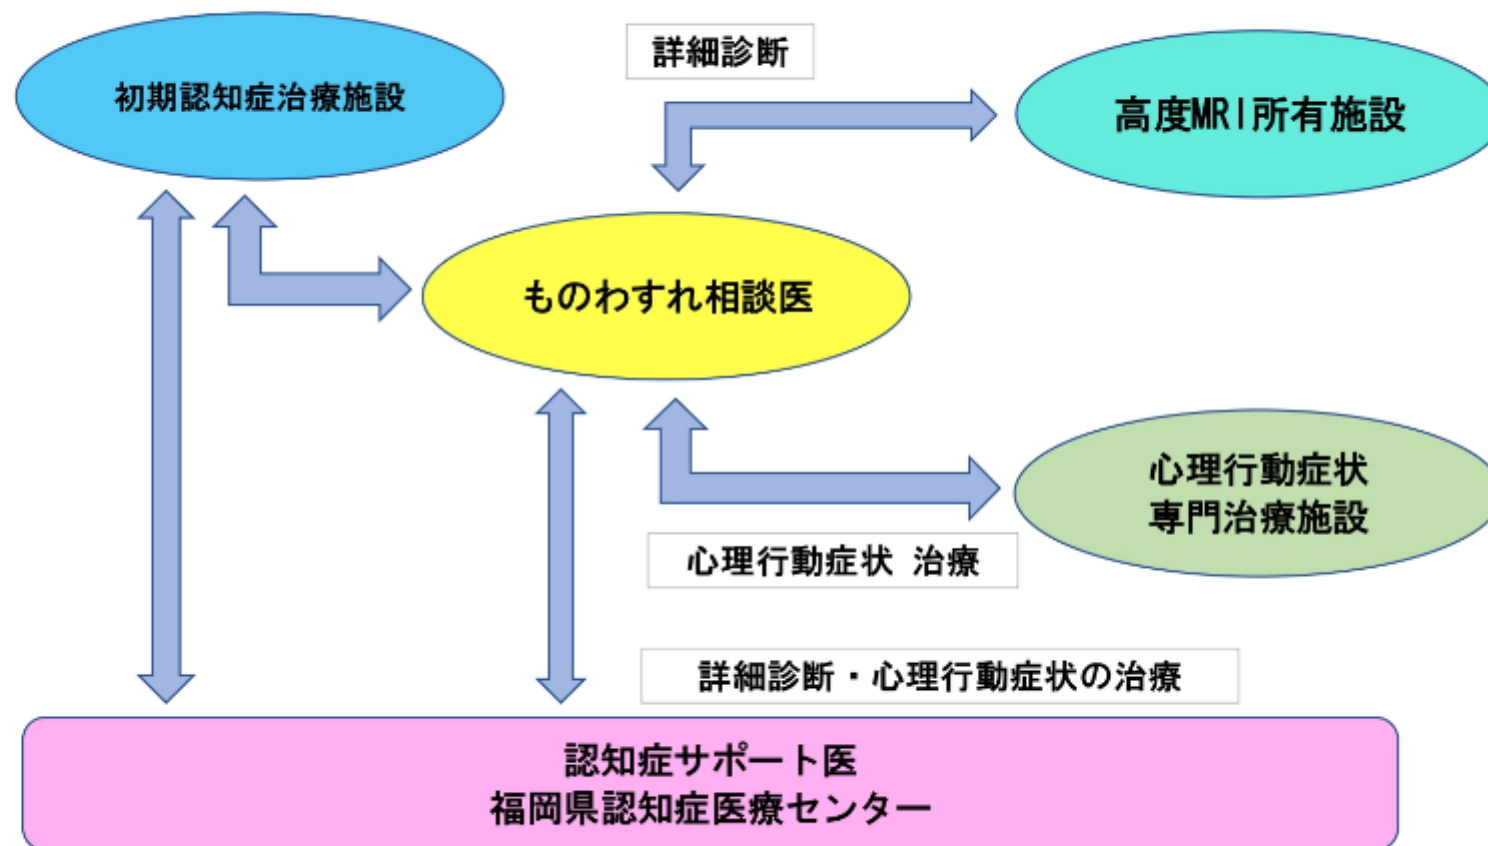 詳細診断
初期認知症治療施設
高度MRI所有施設
ものわすれ相談医
心理行動症状
専門治療施設
心理行動症状 治療
詳細診断・心理行動症状の治療
認知症サポート医
福岡県認知症医療センター